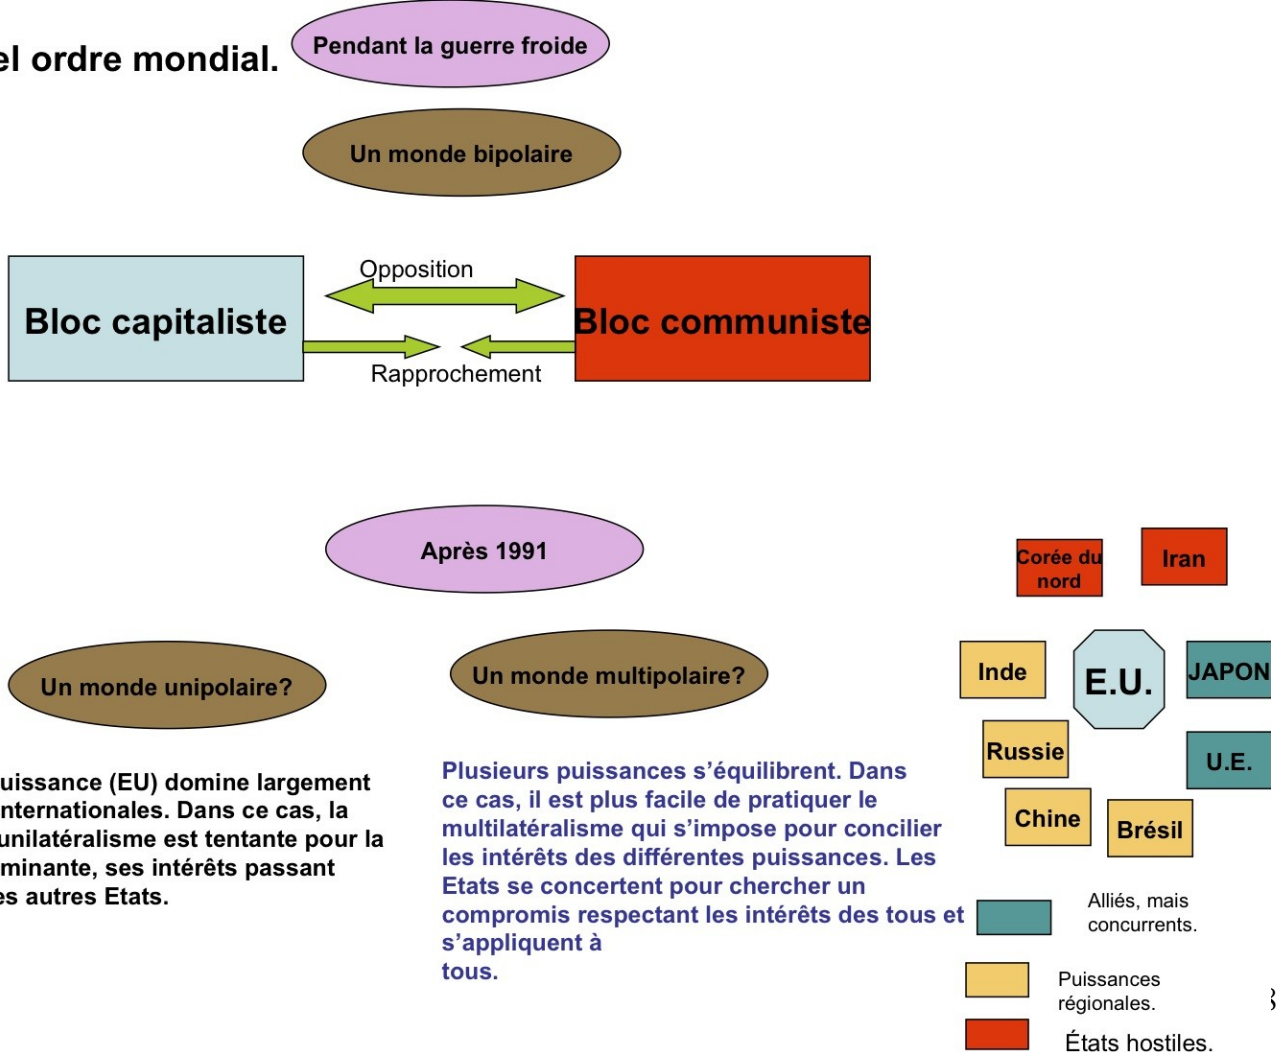 el ordre mondial.
Pendant la guerre froide
Un monde bipolaire
Opposition
Bloc capitaliste
Bloc communiste
Rapprochement
Après 1991
Corée du
nord
Iran
Un monde unipolaire?
Un monde multipolaire?
Inde
E.U.
JAPON
Russie
U.E.
Chine
Brésil
uissance (EU) domine largement
nternationales. Dans ce cas, la
unilatéralisme est tentante pour la
minante, ses intérêts passant
es autres Etats.
Plusieurs puissances s’équilibrent. Dans
ce cas, il est plus facile de pratiquer le
multilatéralisme qui s’impose pour concilier
les intérêts des différentes puissances. Les
Etats se concertent pour chercher un
compromis respectant les intérêts des tous et
s’appliquent à
tous.
Alliés, mais
concurrents.
Puissances
régionales.
États hostiles.